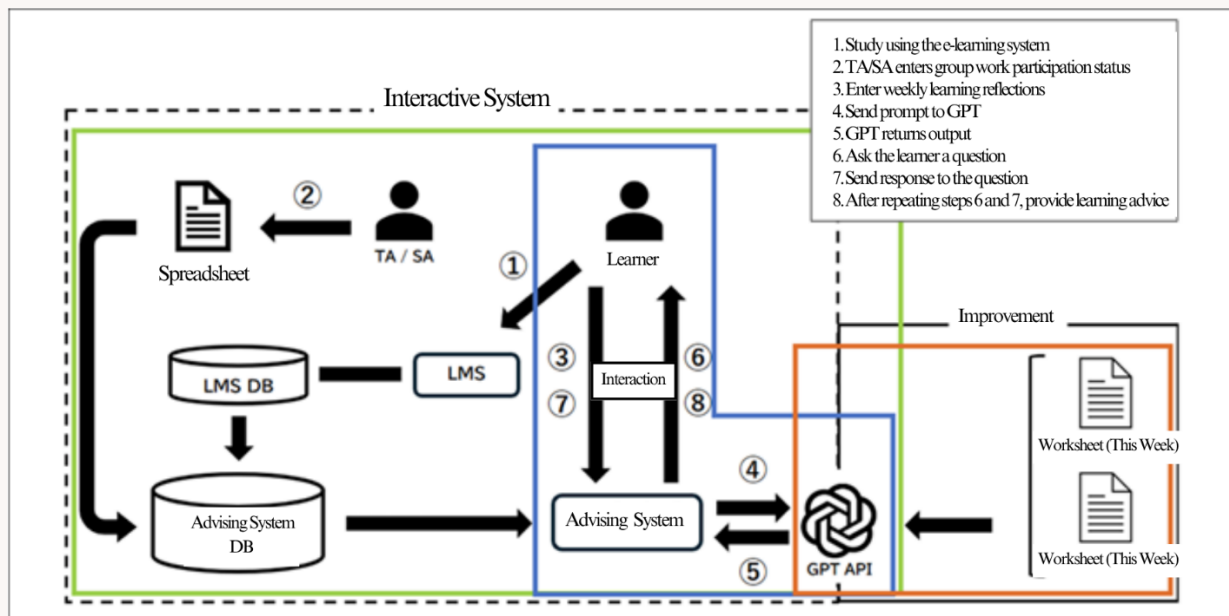 1. Study using the e-learning system
2. TA/SA enters group work participation status
3. Enter weekly learning reflections
4. Send prompt to GPT
5. GPT returns output
6. Ask the learner a question
7. Send response to the question
8. After repeating steps 6 and 7, provide learning advice
Interactive System
②
TA / SA
Spreadsheet
Learner
①
Improvement
LMS DB
LMS
③
⑥
Interaction
⑦
⑧
Worksheet (This Week)
④
Advising System
DB
Advising System
GPT API
⑤
Worksheet (This Week)